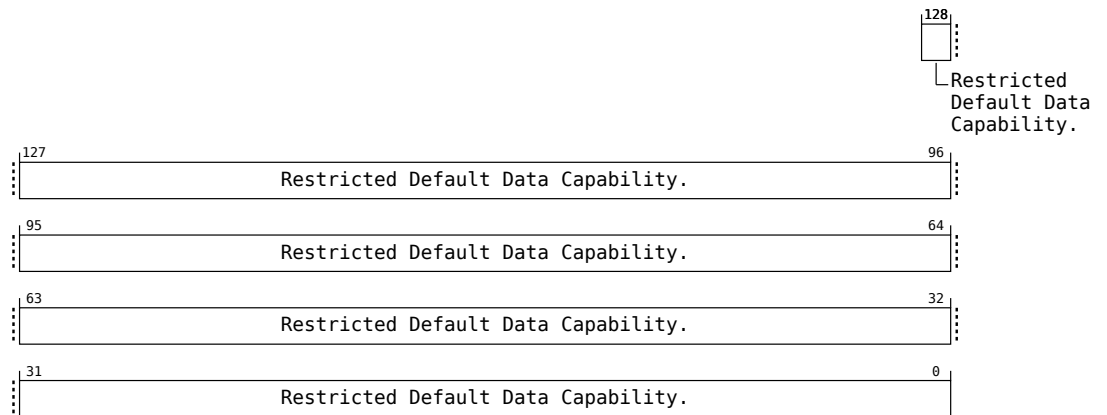 128
Restricted
Default Data
Capability.
127 96
Restricted Default Data Capability.
95 64
Restricted Default Data Capability.
63 32
Restricted Default Data Capability.
31 0
Restricted Default Data Capability.